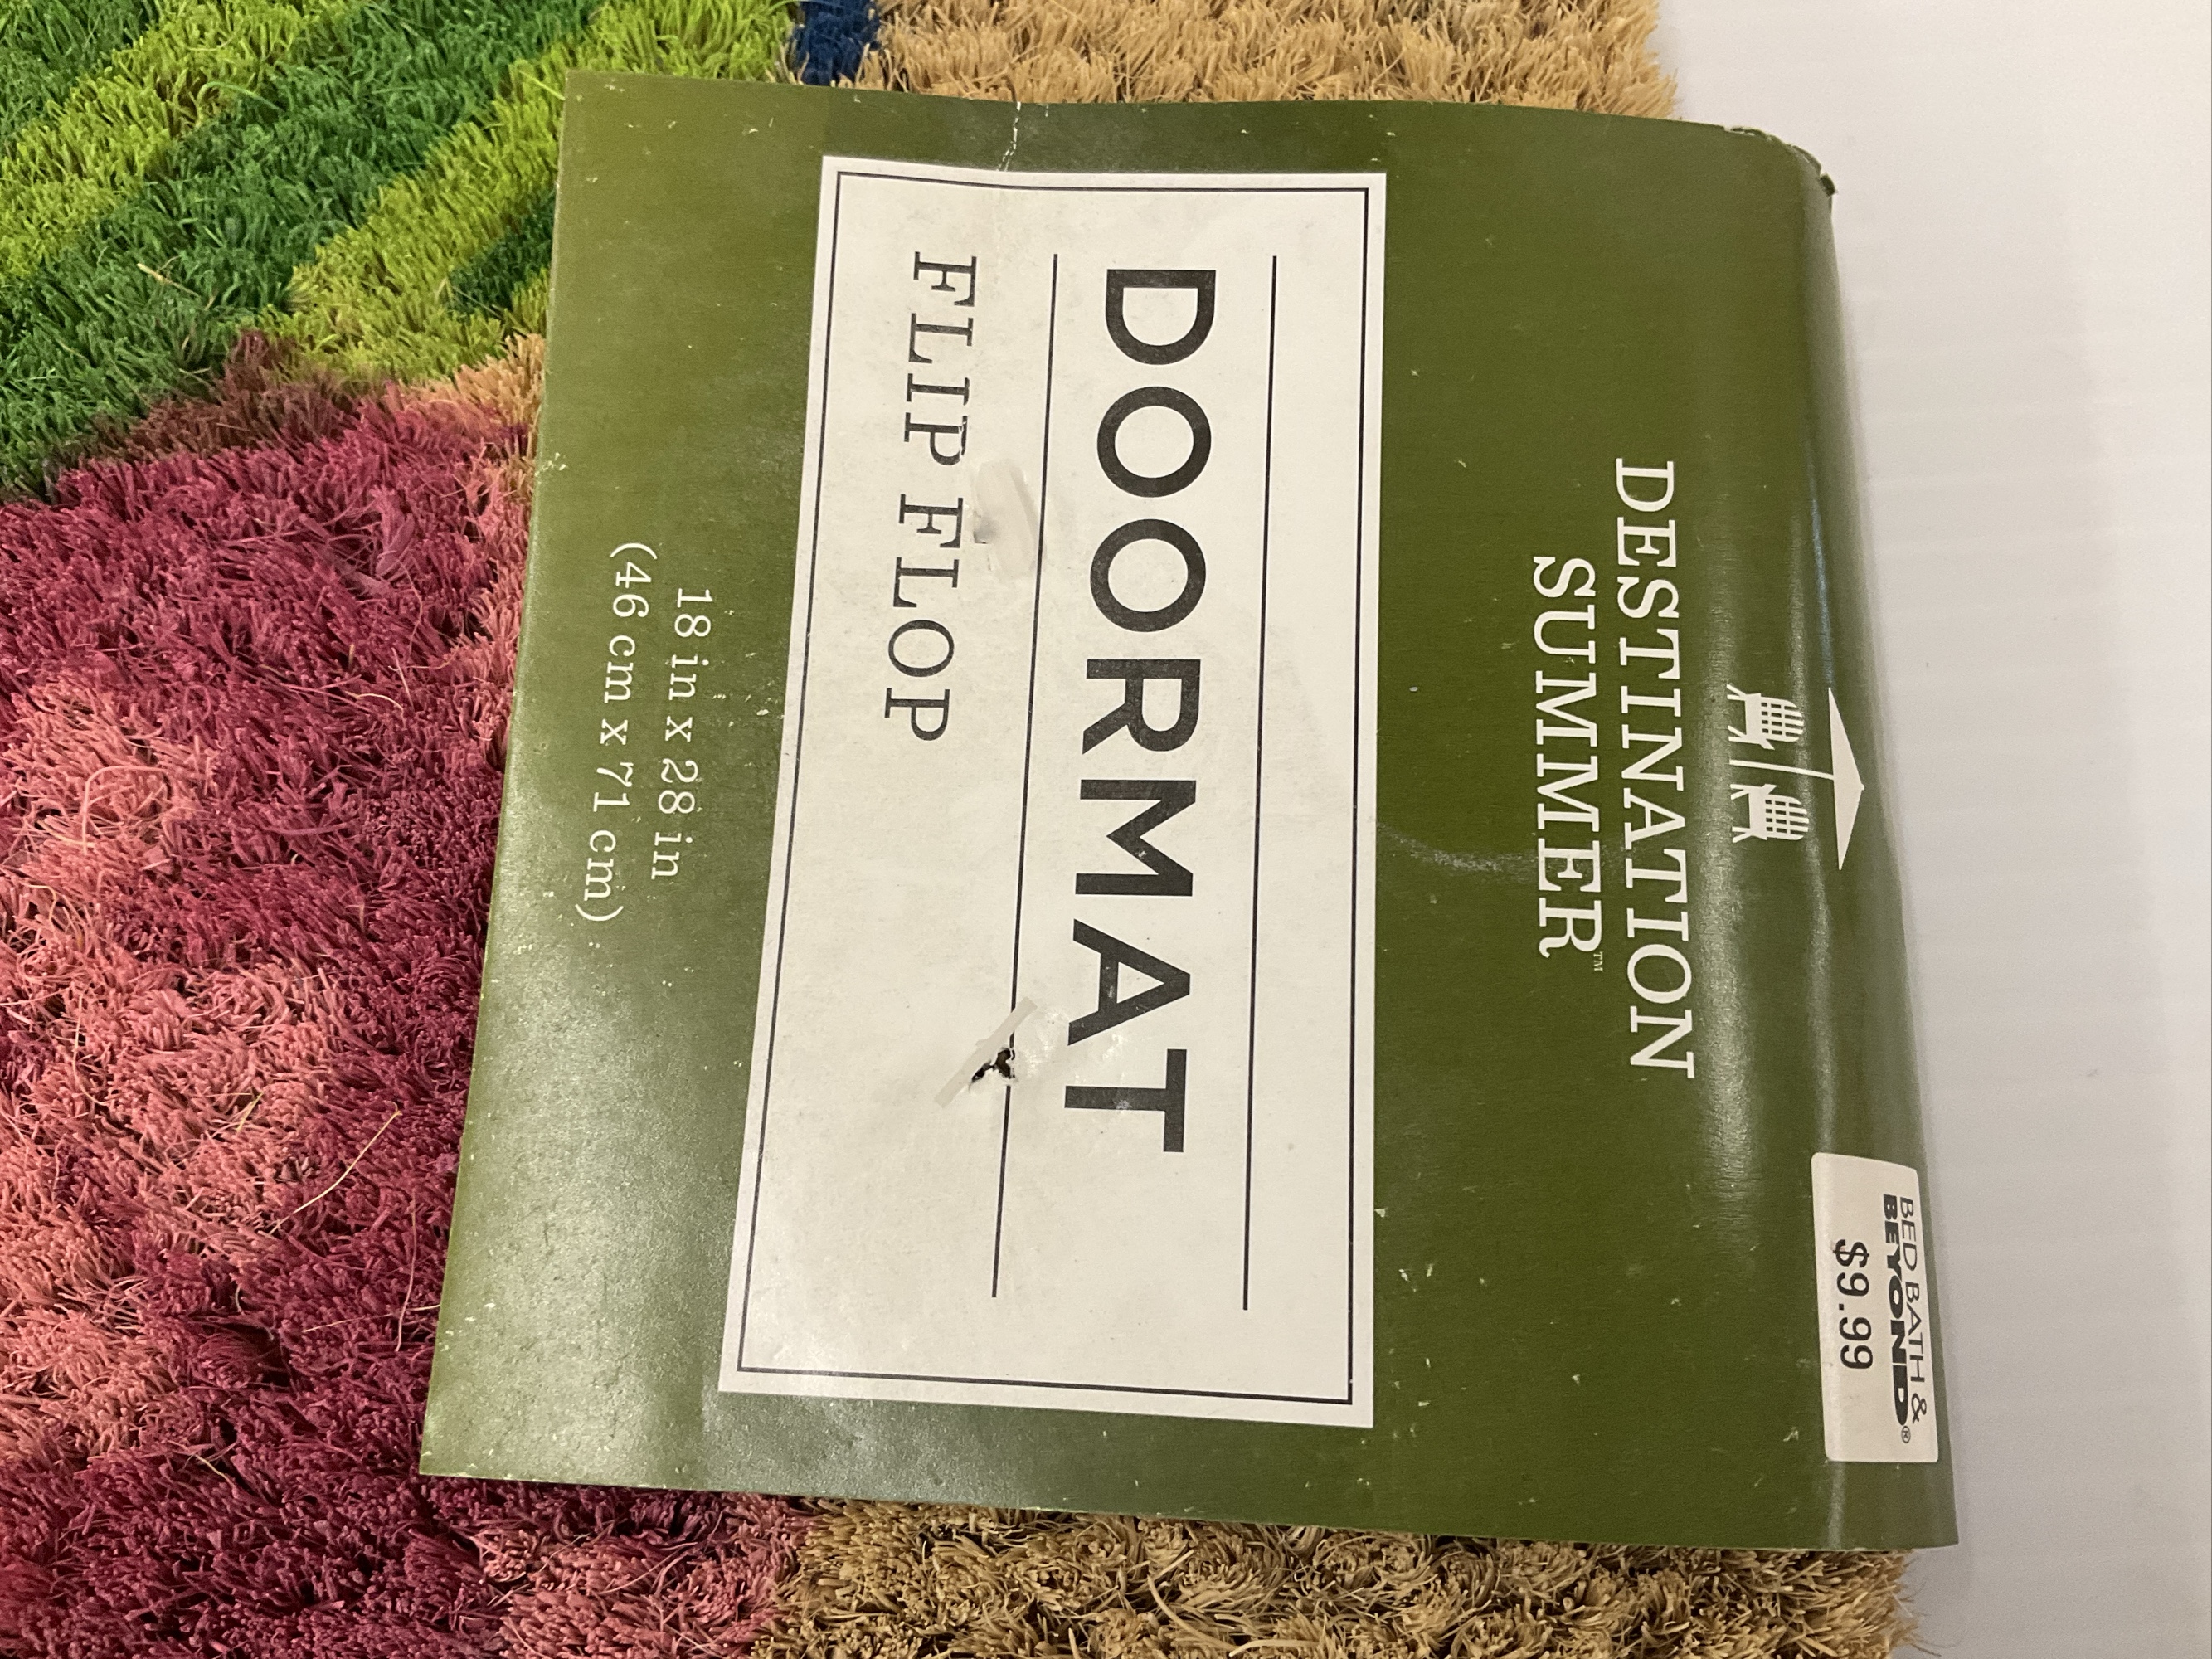 DESTINATION
SUMMER™
DOORMAT
FLIP FLOP
18 in x 28 in
(46 cm x 71 cm)
BED BATH &
BEYOND®
$9.99